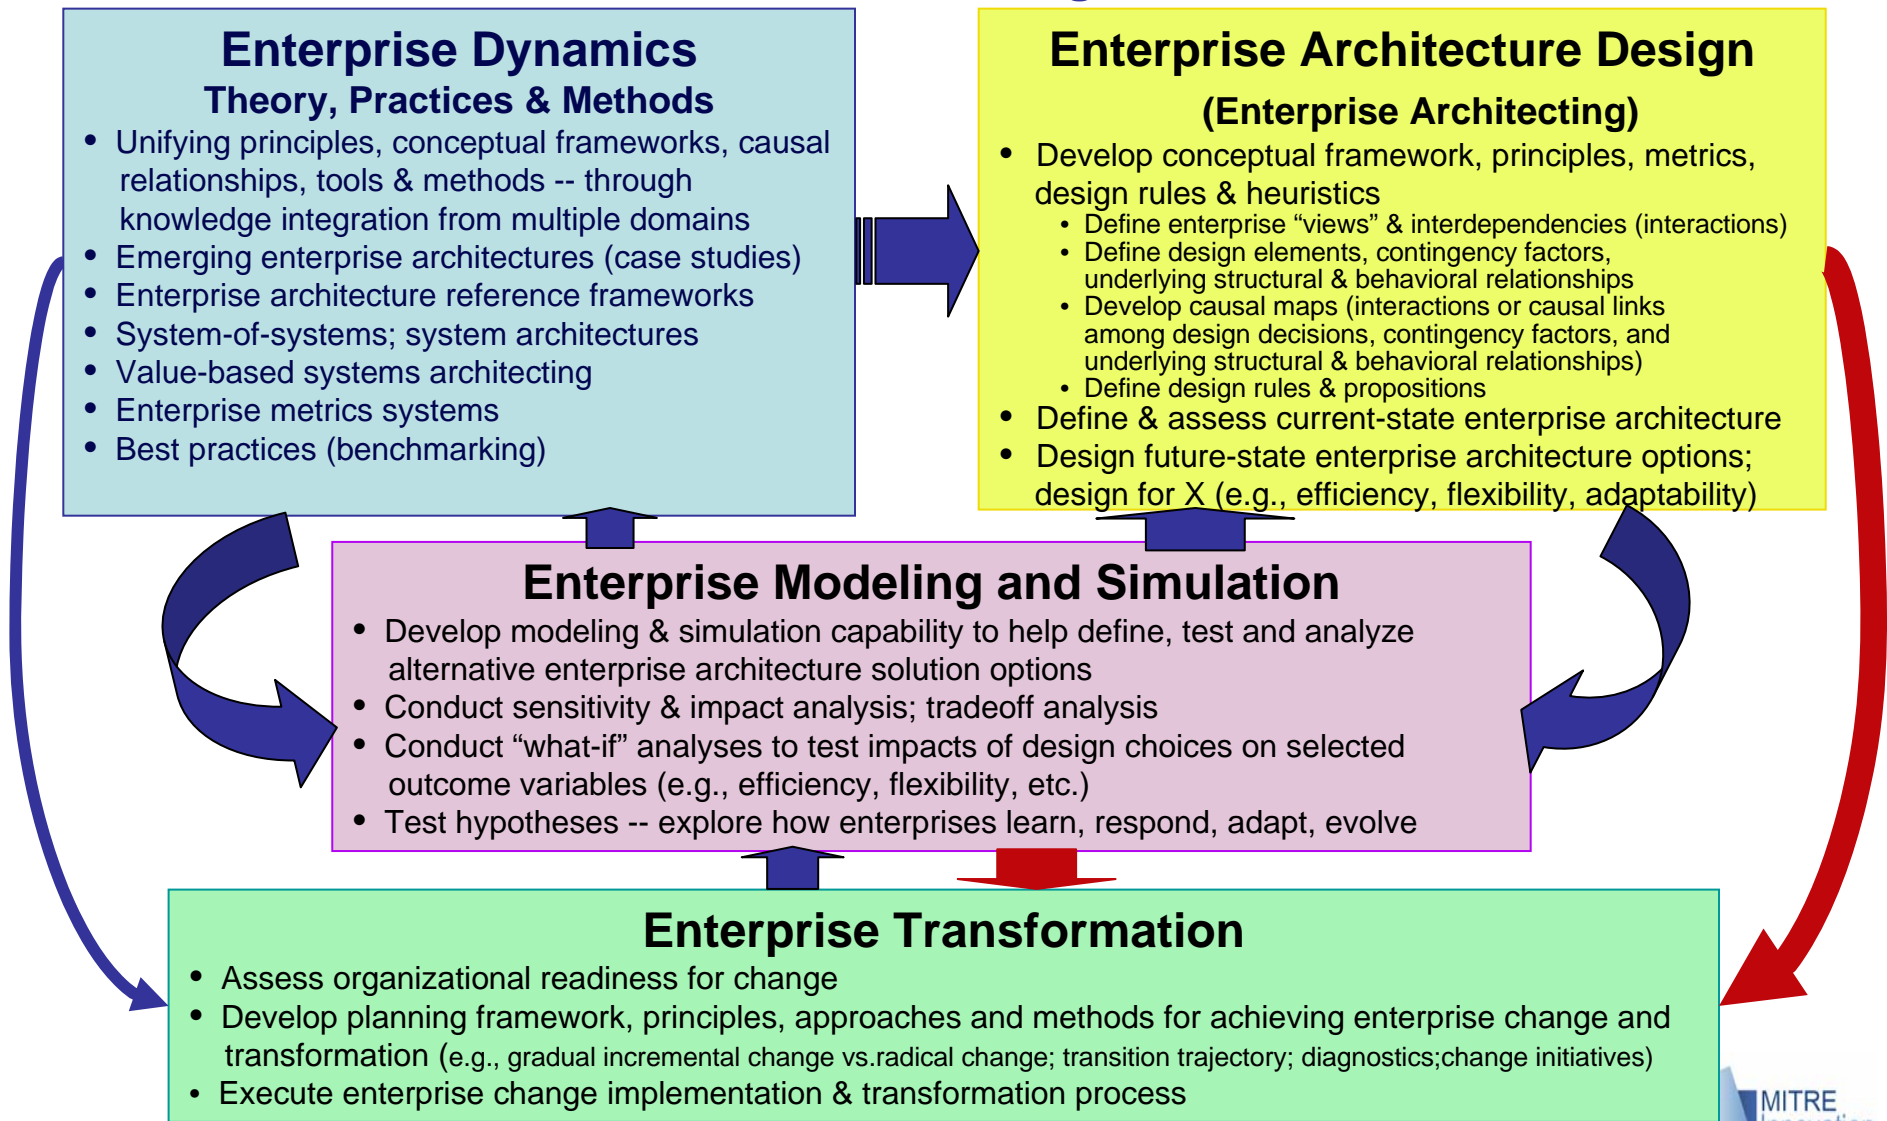 Enterprise Dynamics
Theory, Practices & Methods
• Unifying principles, conceptual frameworks, causal
relationships, tools & methods -- through
knowledge integration from multiple domains
• Emerging enterprise architectures (case studies)
• Enterprise architecture reference frameworks
• System-of-systems; system architectures
• Value-based systems architecting
• Enterprise metrics systems
• Best practices (benchmarking)
Enterprise Architecture Design
(Enterprise Architecting)
• Develop conceptual framework, principles, metrics,
design rules & heuristics
• Define enterprise “views” & interdependencies (interactions)
• Define design elements, contingency factors,
underlying structural & behavioral relationships
• Develop causal maps (interactions or causal links
among design decisions, contingency factors, and
underlying structural & behavioral relationships)
• Define design rules & propositions
• Define & assess current-state enterprise architecture
• Design future-state enterprise architecture options;
design for X (e.g., efficiency, flexibility, adaptability)
Enterprise Modeling and Simulation
• Develop modeling & simulation capability to help define, test and analyze
alternative enterprise architecture solution options
• Conduct sensitivity & impact analysis; tradeoff analysis
• Conduct “what-if” analyses to test impacts of design choices on selected
outcome variables (e.g., efficiency, flexibility, etc.)
• Test hypotheses -- explore how enterprises learn, respond, adapt, evolve
Enterprise Transformation
• Assess organizational readiness for change
• Develop planning framework, principles, approaches and methods for achieving enterprise change and
transformation (e.g., gradual incremental change vs.radical change; transition trajectory; diagnostics;change initiatives)
• Execute enterprise change implementation & transformation process
MITRE